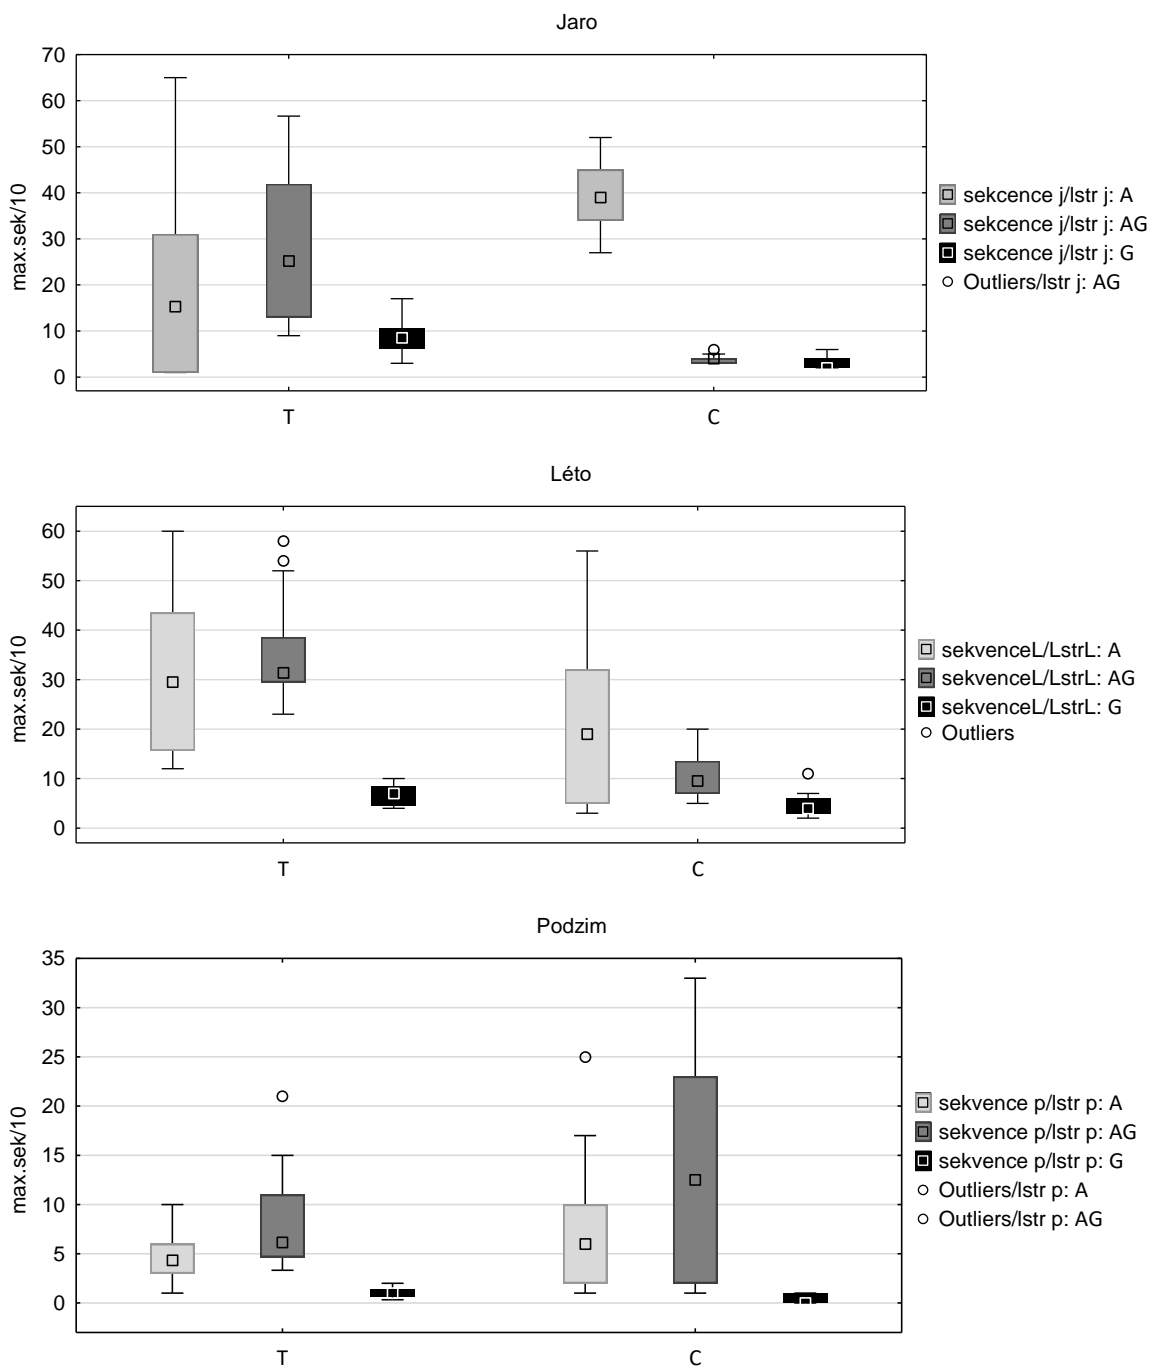 Jaro
max.sek/10
70
60
50
40
30
20
10
0
T
C
sekcence j/lstr j: A
sekcence j/lstr j: AG
sekcence j/lstr j: G
Outliers/lstr j: AG
Léto
max.sek/10
60
50
40
30
20
10
0
T
C
sekvenceL/LstrL: A
sekvenceL/LstrL: AG
sekvenceL/LstrL: G
Outliers
Podzim
max.sek/10
35
30
25
20
15
10
5
0
T
C
sekvence p/lstr p: A
sekvence p/lstr p: AG
sekvence p/lstr p: G
Outliers/lstr p: A
Outliers/lstr p: AG